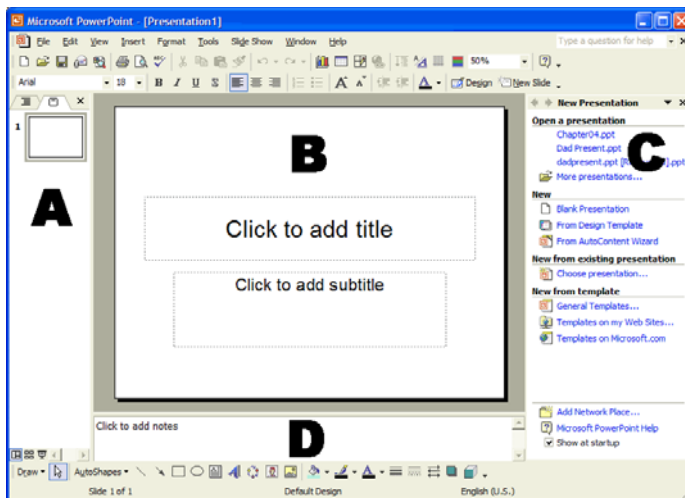 Microsoft PowerPoint - [Presentation1]
File Edit View Insert Format Tools Slide Show Window Help Type a question for help
50%
Arial 18 B I U S A A A Design New Slide
New Presentation
Open a presentation
Chapter04.ppt
Dad Present.ppt
dadpresent.ppt .ppt
More presentations...
New
Blank Presentation
From Design Template
From AutoContent Wizard
New from existing presentation
Choose presentation...
New from template
General Templates...
Templates on my Web Sites...
Templates on Microsoft.com
Add Network Place...
Microsoft PowerPoint Help
Show at startup
1
A
B
C
Click to add title
Click to add subtitle
Click to add notes
D
Draw AutoShapes A
Slide 1 of 1 Default Design English (U.S.)